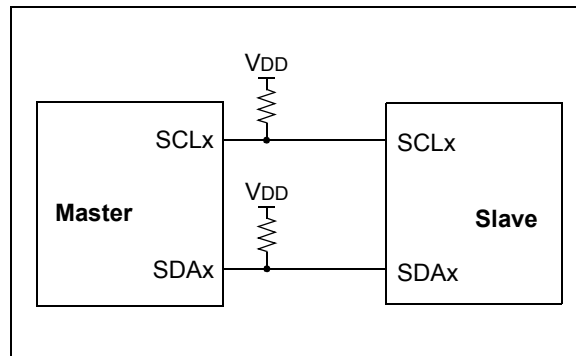 VDD
SCLx SCLx
Master
VDD
Slave
SDAx SDAx